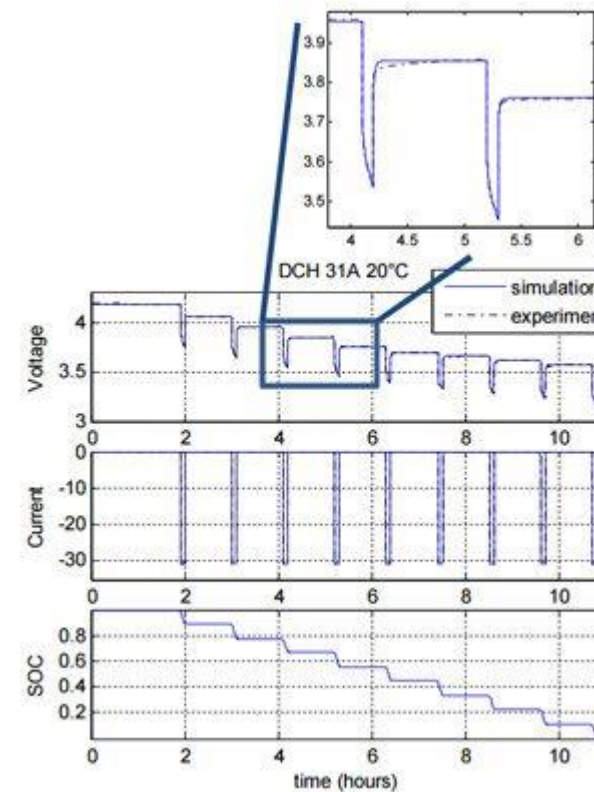 3.9
3.8
3.7
3.6
3.5
4 4.5 5 5.5 6
DCH 31A 20°C
simulation
experimen
Voltage
4
3.5
3
0 2 4 6 8 10
Current
0
-10
-20
-30
0 2 4 6 8 10
SOC
0.8
0.6
0.4
0.2
0 2 4 6 8 10
time (hours)